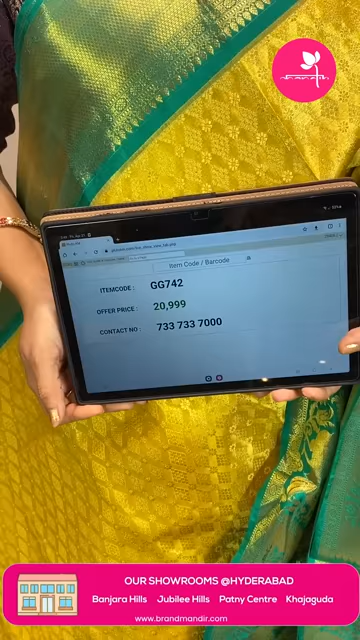 mandir
Item Code / Barcode
ITEMCODE : GG742
OFFER PRICE : 20,999
CONTACT NO : 733 733 7000
OUR SHOWROOMS @HYDERABAD
Banjara Hills Jubilee Hills Patny Centre Khajaguda
www.brandmandir.com